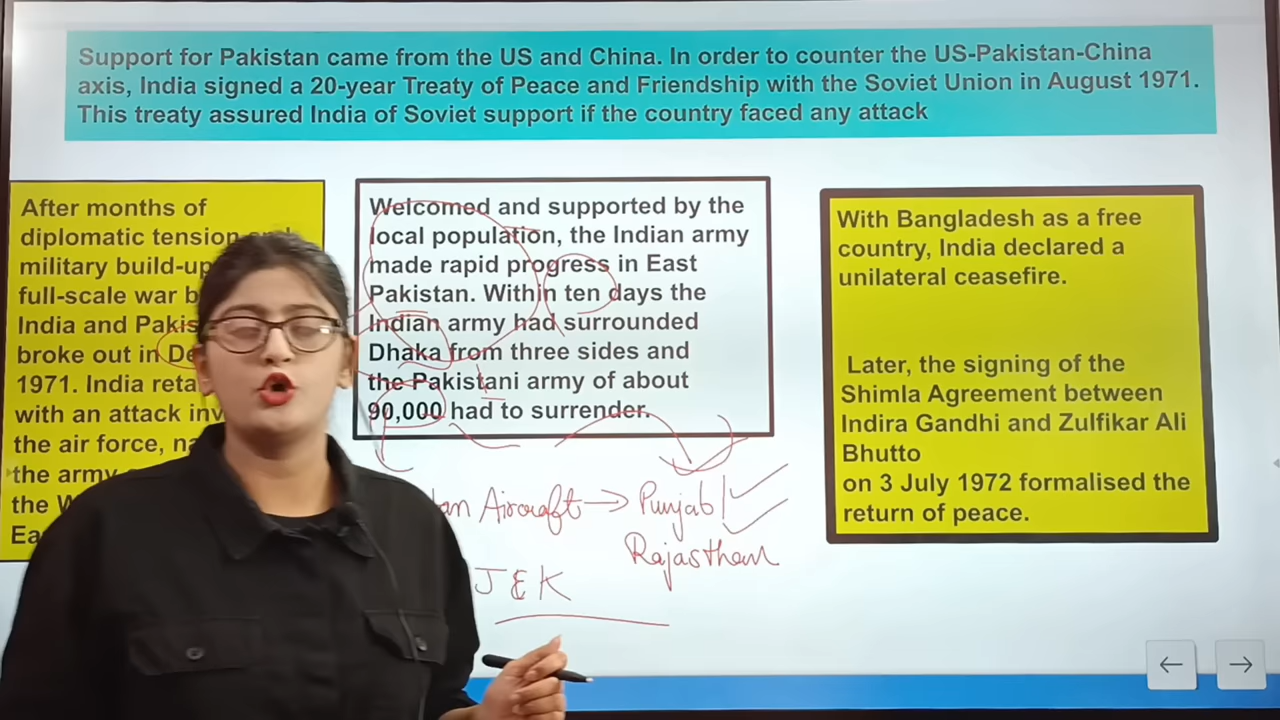 Support for Pakistan came from the US and China. In order to counter the US-Pakistan-China
axis, India signed a 20-year Treaty of Peace and Friendship with the Soviet Union in August 1971.
This treaty assured India of Soviet support if the country faced any attack
After months of
diplomatic tension
military build-up
full-scale war
India and Pakis
broke out in De
1971. India reta
with an attack inv
the air force, na
the army
the W
Ea
Welcomed and supported by the
local population, the Indian army
made rapid progress in East
Pakistan. Within ten days the
Indian army had surrounded
Dhaka from three sides and
the Pakistani army of about
90,000 had to surrender.
an Aircraft → Punjab
Rajasthan
J&K
With Bangladesh as a free
country, India declared a
unilateral ceasefire.
Later, the signing of the
Shimla Agreement between
Indira Gandhi and Zulfikar Ali
Bhutto
on 3 July 1972 formalised the
return of peace.